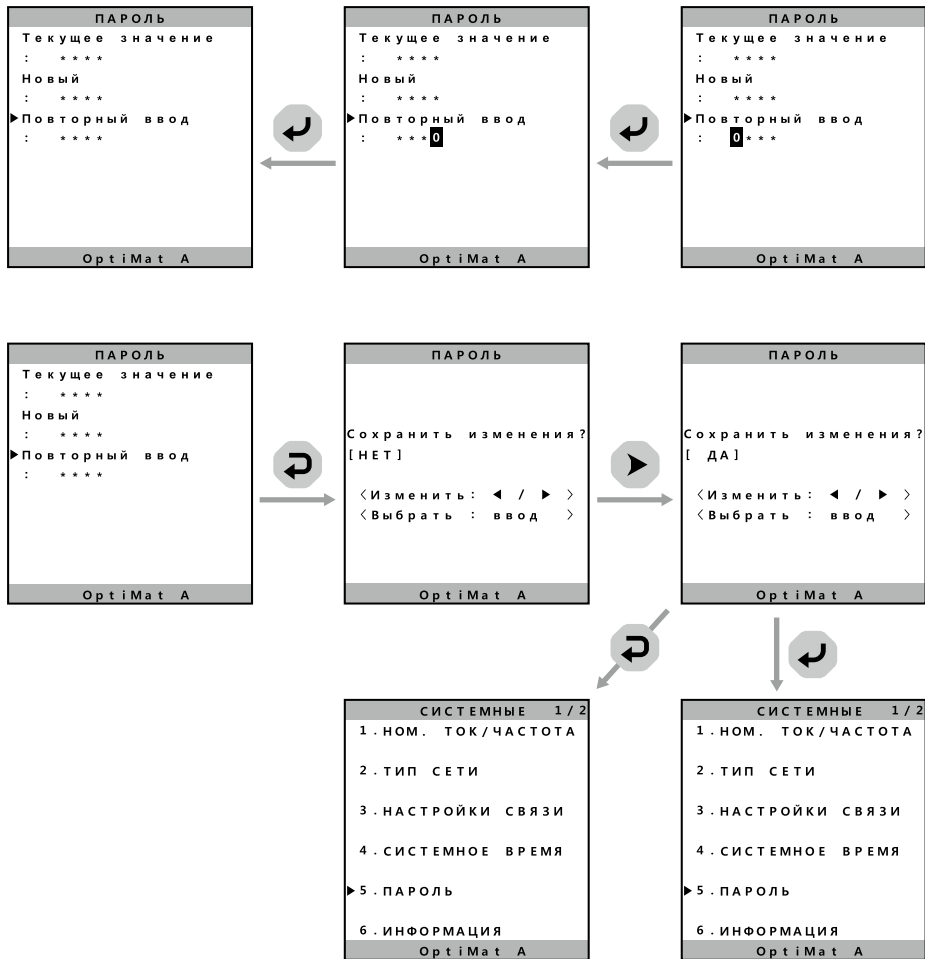 ПАРОЛЬ
Текущее значение
: ****
Новый
: ****
▶Повторный ввод
: ****
OptiMat A
ПАРОЛЬ
Текущее значение
: ****
Новый
: ****
▶Повторный ввод
: ***0
OptiMat A
ПАРОЛЬ
Текущее значение
: ****
Новый
: ****
▶Повторный ввод
: 0***
OptiMat A
ПАРОЛЬ
Текущее значение
: ****
Новый
: ****
▶Повторный ввод
: ****
OptiMat A
ПАРОЛЬ
Сохранить изменения?
[НЕТ]
〈Изменить: ◀ / ▶ 〉
〈Выбрать : ввод 〉
OptiMat A
ПАРОЛЬ
Сохранить изменения?
[ ДА]
〈Изменить: ◀ / ▶ 〉
〈Выбрать : ввод 〉
OptiMat A
СИСТЕМНЫЕ 1/2
1.НОМ. ТОК/ЧАСТОТА
2.ТИП СЕТИ
3.НАСТРОЙКИ СВЯЗИ
4.СИСТЕМНОЕ ВРЕМЯ
▶5.ПАРОЛЬ
6.ИНФОРМАЦИЯ
OptiMat A
СИСТЕМНЫЕ 1/2
1.НОМ. ТОК/ЧАСТОТА
2.ТИП СЕТИ
3.НАСТРОЙКИ СВЯЗИ
4.СИСТЕМНОЕ ВРЕМЯ
▶5.ПАРОЛЬ
6.ИНФОРМАЦИЯ
OptiMat A